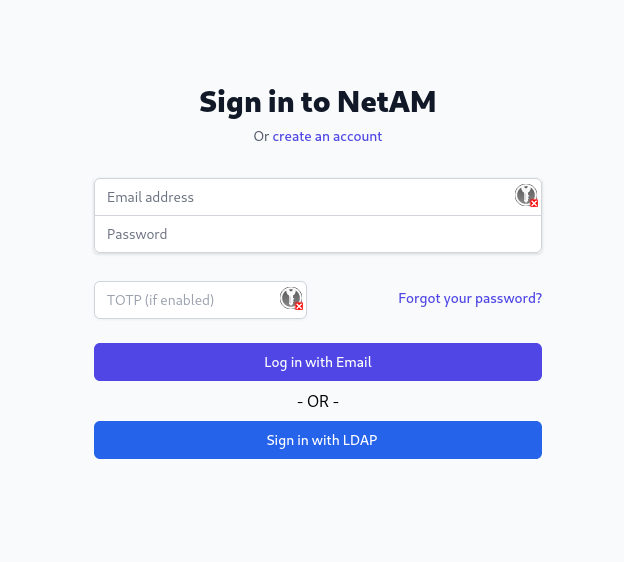 Sign in to NetAM
Or create an account
Email address
Password
TOTP (if enabled)
Forgot your password?
Log in with Email
- OR -
Sign in with LDAP